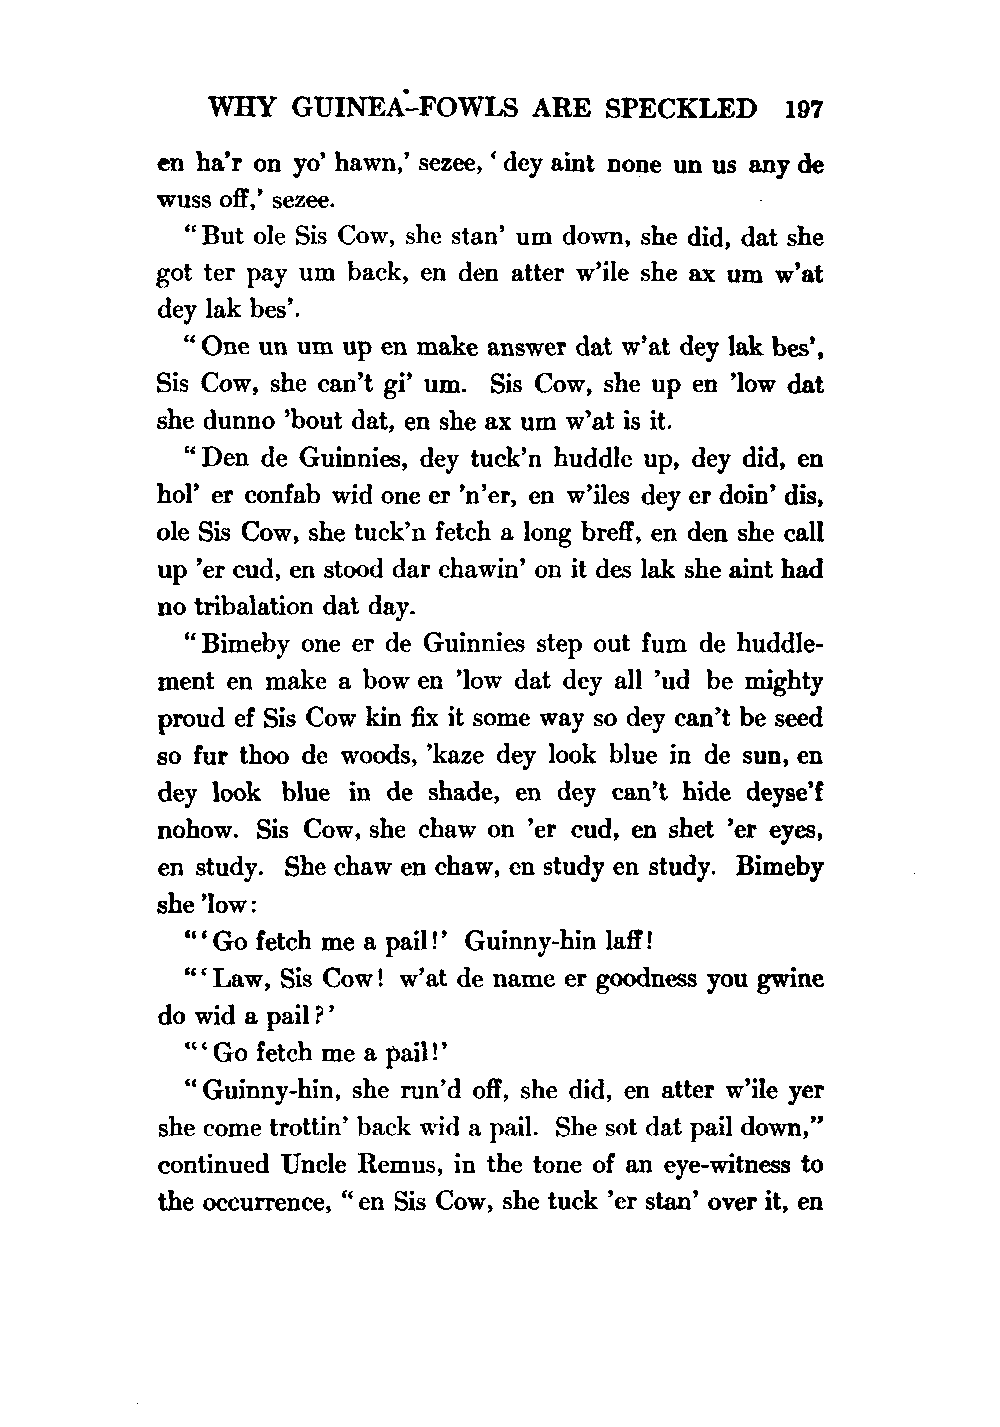 WHY GUINEA-FOWLS ARE SPECKLED 197
en ha'r on yo' hawn,' sezee, 'dey aint none un us any de
wuss off,' sezee.
"But ole Sis Cow, she stan' um down, she did, dat she
got ter pay um back, en den atter w'ile she ax um w'at
dey lak bes'.
"One un um up en make answer dat w'at dey lak bes',
Sis Cow, she can't gi' um. Sis Cow, she up en 'low dat
she dunno 'bout dat, en she ax um w'at is it.
"Den de Guinnies, dey tuck'n huddle up, dey did, en
hol' er confab wid one er 'n'er, en w'iles dey er doin' dis,
ole Sis Cow, she tuck'n fetch a long breff, en den she call
up 'er cud, en stood dar chawin' on it des lak she aint had
no tribalation dat day.
"Bimeby one er de Guinnies step out fum de huddle-
ment en make a bow en 'low dat dey all 'ud be mighty
proud ef Sis Cow kin fix it some way so dey can't be seed
so fur thoo de woods, 'kaze dey look blue in de sun, en
dey look blue in de shade, en dey can't hide deyse'f
nohow. Sis Cow, she chaw on 'er cud, en shet 'er eyes,
en study. She chaw en chaw, en study en study. Bimeby
she 'low:
"'Go fetch me a pail!' Guinny-hin laff!
"'Law, Sis Cow! w'at de name er goodness you gwine
do wid a pail?'
"'Go fetch me a pail!'
"Guinny-hin, she run'd off, she did, en atter w'ile yer
she come trottin' back wid a pail. She sot dat pail down,"
continued Uncle Remus, in the tone of an eye-witness to
the occurrence, "en Sis Cow, she tuck 'er stan' over it, en